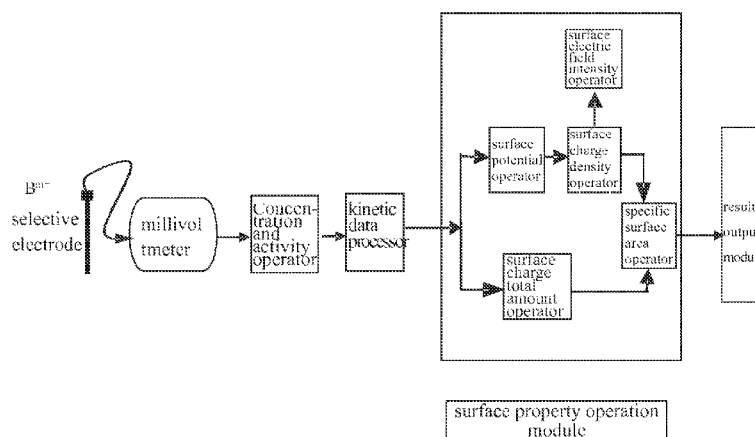 surface
electric
field
intensity
operator
surface
potential
operator
surface
charge
density
operator
selective
electrode
millivol
tmeter
Concen-
tration
and
activity
operator
kinetic
data
processor
specific
surface
area
operator
result
surface
charge
total
amount
operator
surface property operation
module